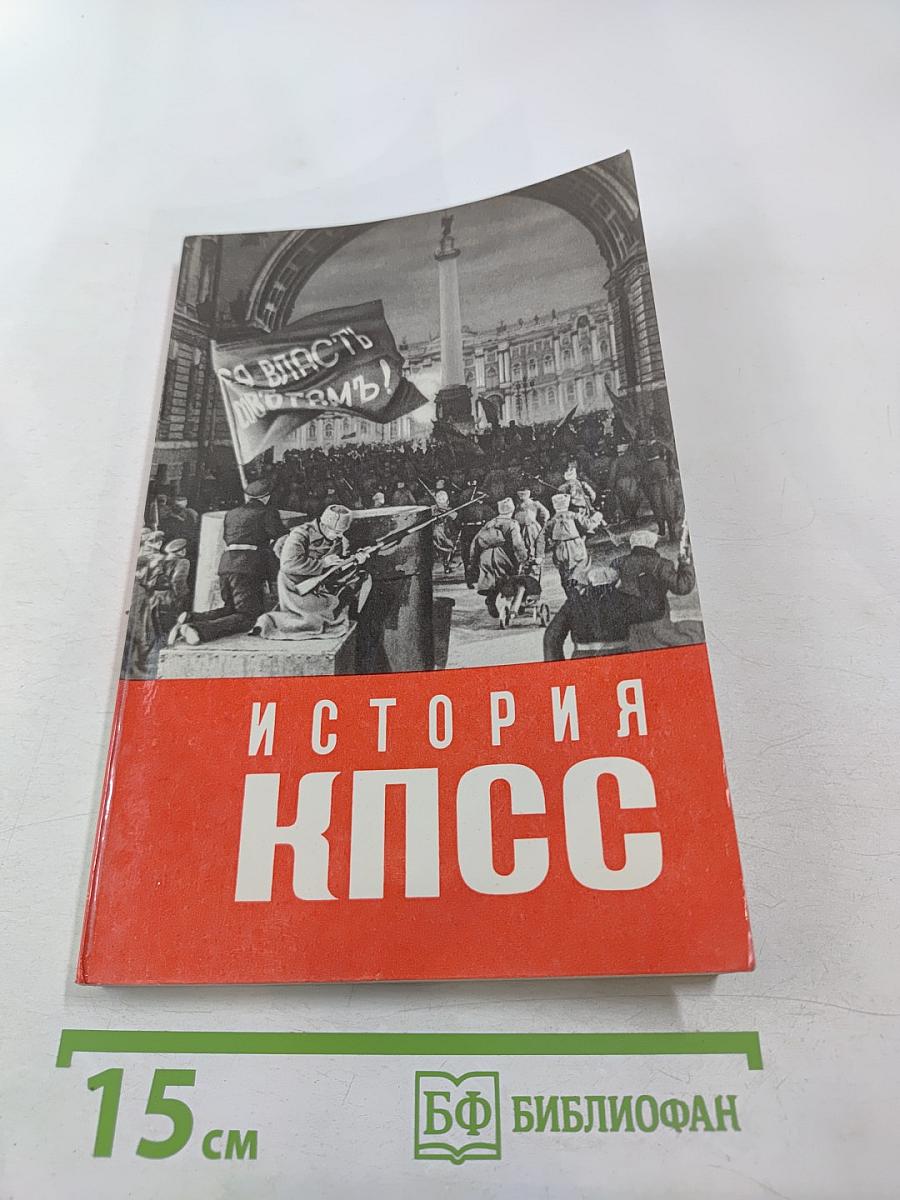 ВЛАСТЬ
ИСТОРИЯ
КПСС
15 см
БФ БИБЛИОФАН